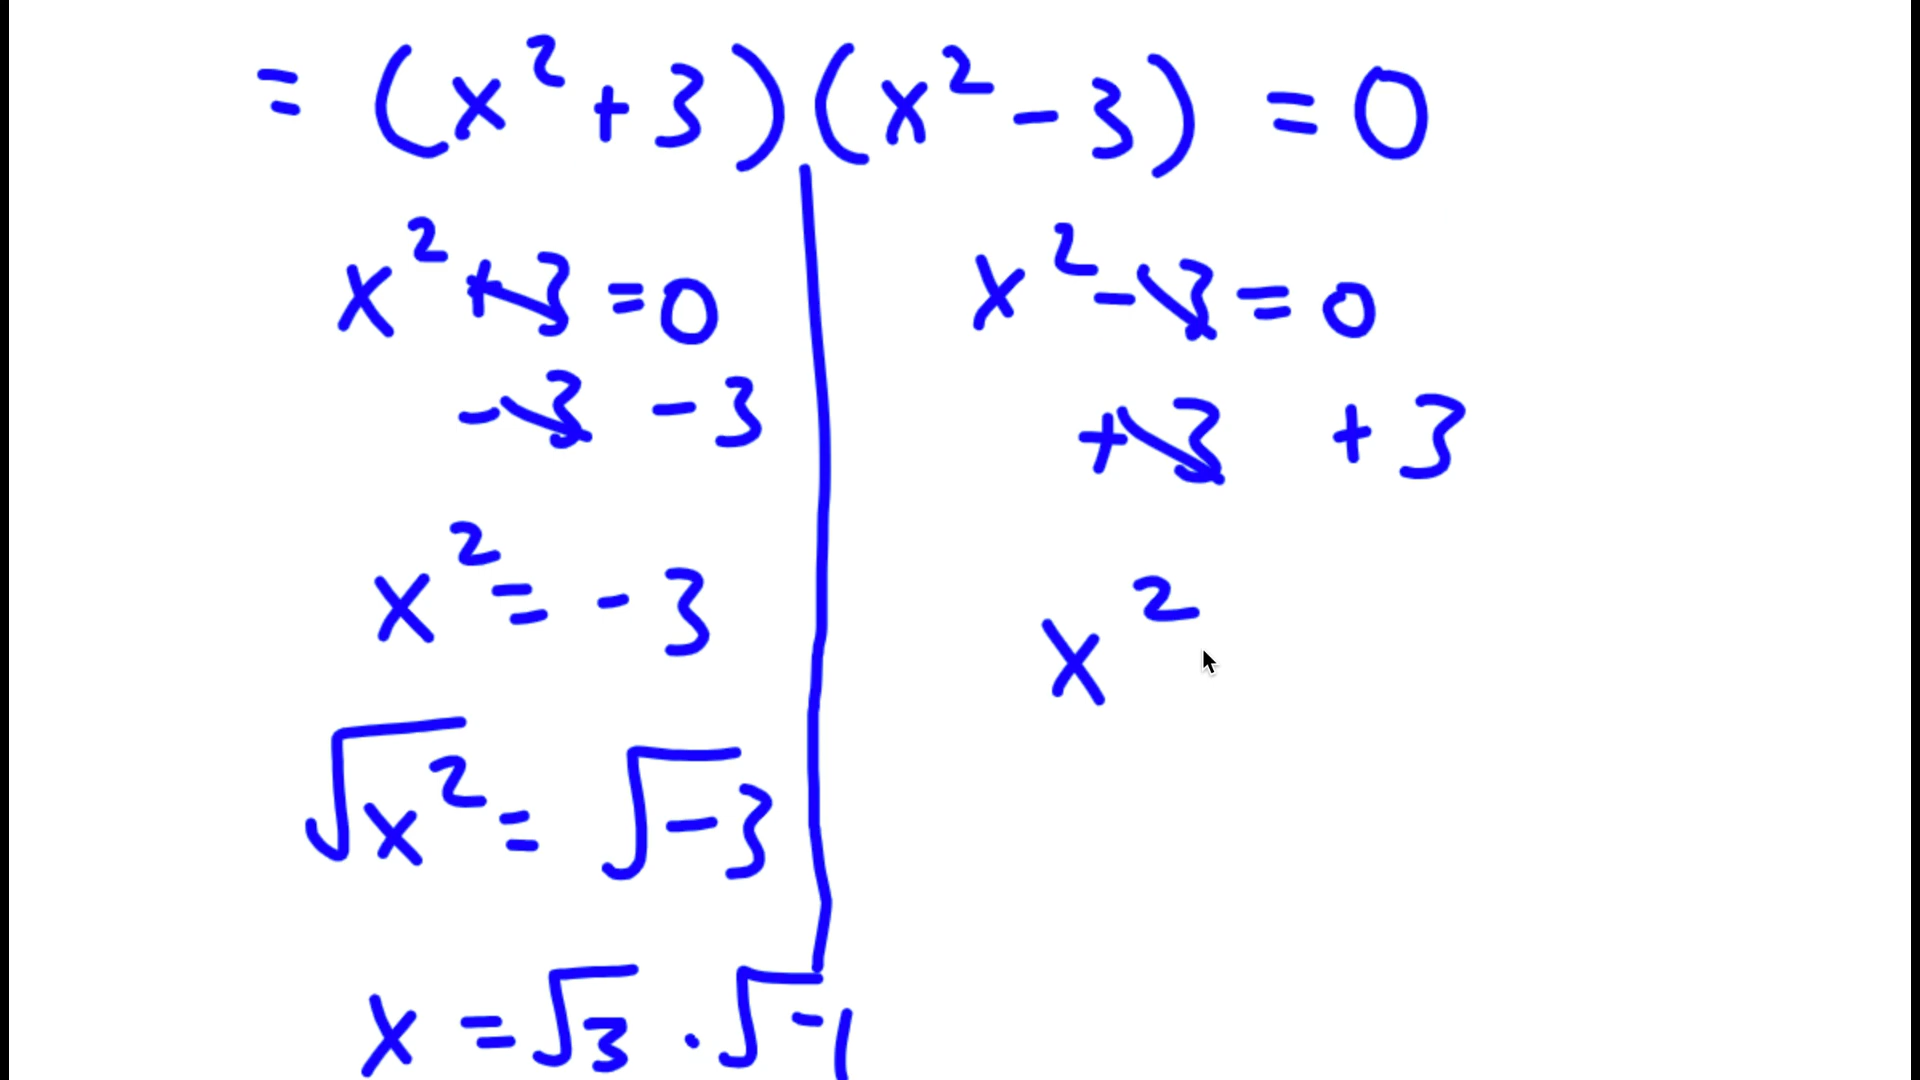 = (x² + 3)(x² - 3) = 0
x² + 3 = 0
- 3 - 3
x² = - 3
√x² = √-3
x = √3 · √-1
x² - 3 = 0
+ 3 + 3
x²